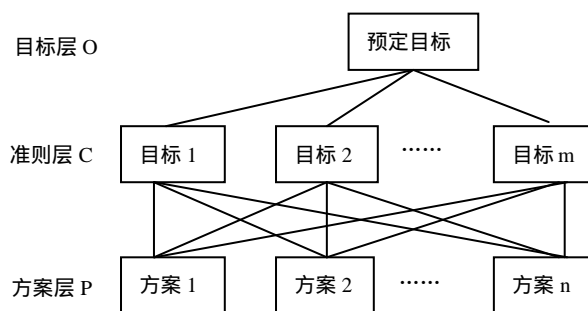 目标层 O
预定目标
准则层 C
目标 1
目标 2
……
目标 m
方案层 P
方案 1
方案 2
……
方案 n